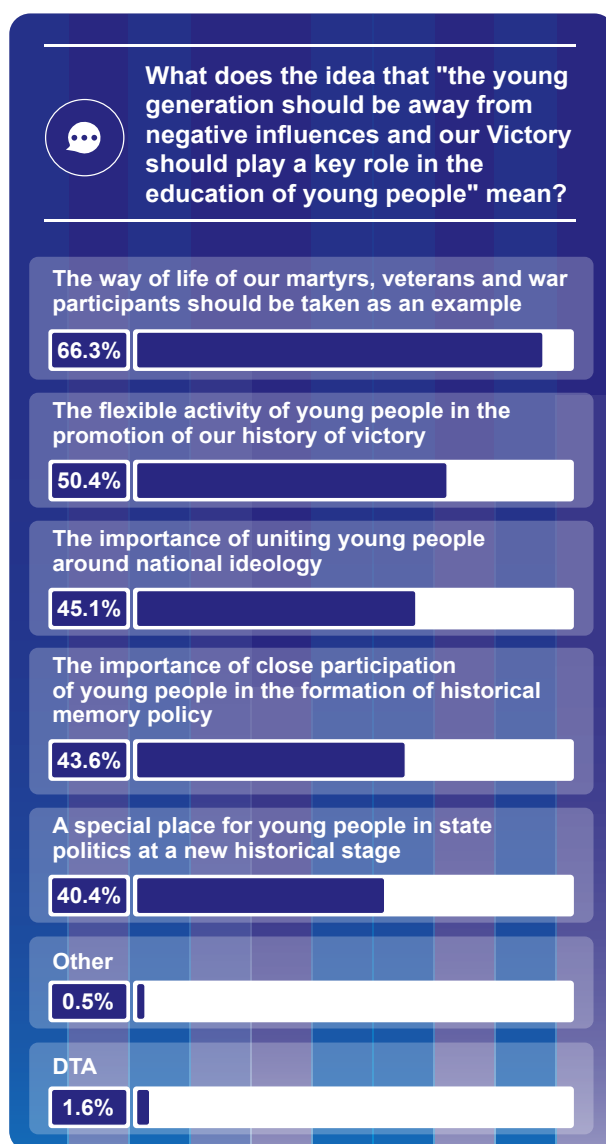 What does the idea that "the young
generation should be away from
negative influences and our Victory
should play a key role in the
education of young people" mean?
The way of life of our martyrs, veterans and war
participants should be taken as an example
66.3%
The flexible activity of young people in the
promotion of our history of victory
50.4%
The importance of uniting young people
around national ideology
45.1%
The importance of close participation
of young people in the formation of historical
memory policy
43.6%
A special place for young people in state
politics at a new historical stage
40.4%
Other
0.5%
DTA
1.6%